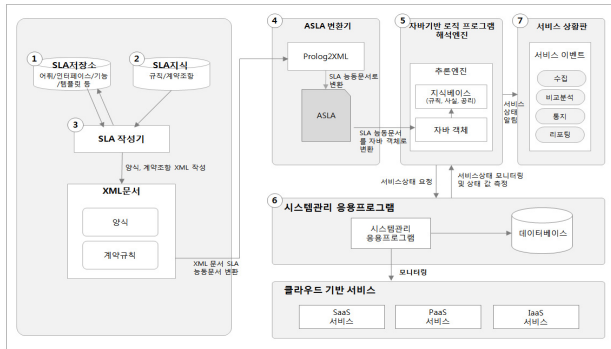 1
SLA저장소
어휘/인터페이스/기능
/템플릿 등
2
SLA지식
규칙/계약조항
3
SLA 작성기
양식, 계약조항 XML 작성
XML문서
양식
계약규칙
XML 문서 SLA
능동문서 변환
4
ASLA 변환기
Prolog2XML
SLA 능동문서로
변환
ASLA
SLA 능동문서
를 자바 객체로
변환
5
자바기반 로직 프로그램
해석엔진
추론엔진
지식베이스
(규칙, 사실, 공리)
자바 객체
서비스
상태
알림
7
서비스 상황판
서비스 이벤트
수집
비교분석
통지
리포팅
서비스상태 요청
서비스상태 모니터링
및 상태 값 측정
6
시스템관리 응용프로그램
시스템관리
응용프로그램
데이터베이스
모니터링
클라우드 기반 서비스
SaaS
서비스
PaaS
서비스
IaaS
서비스